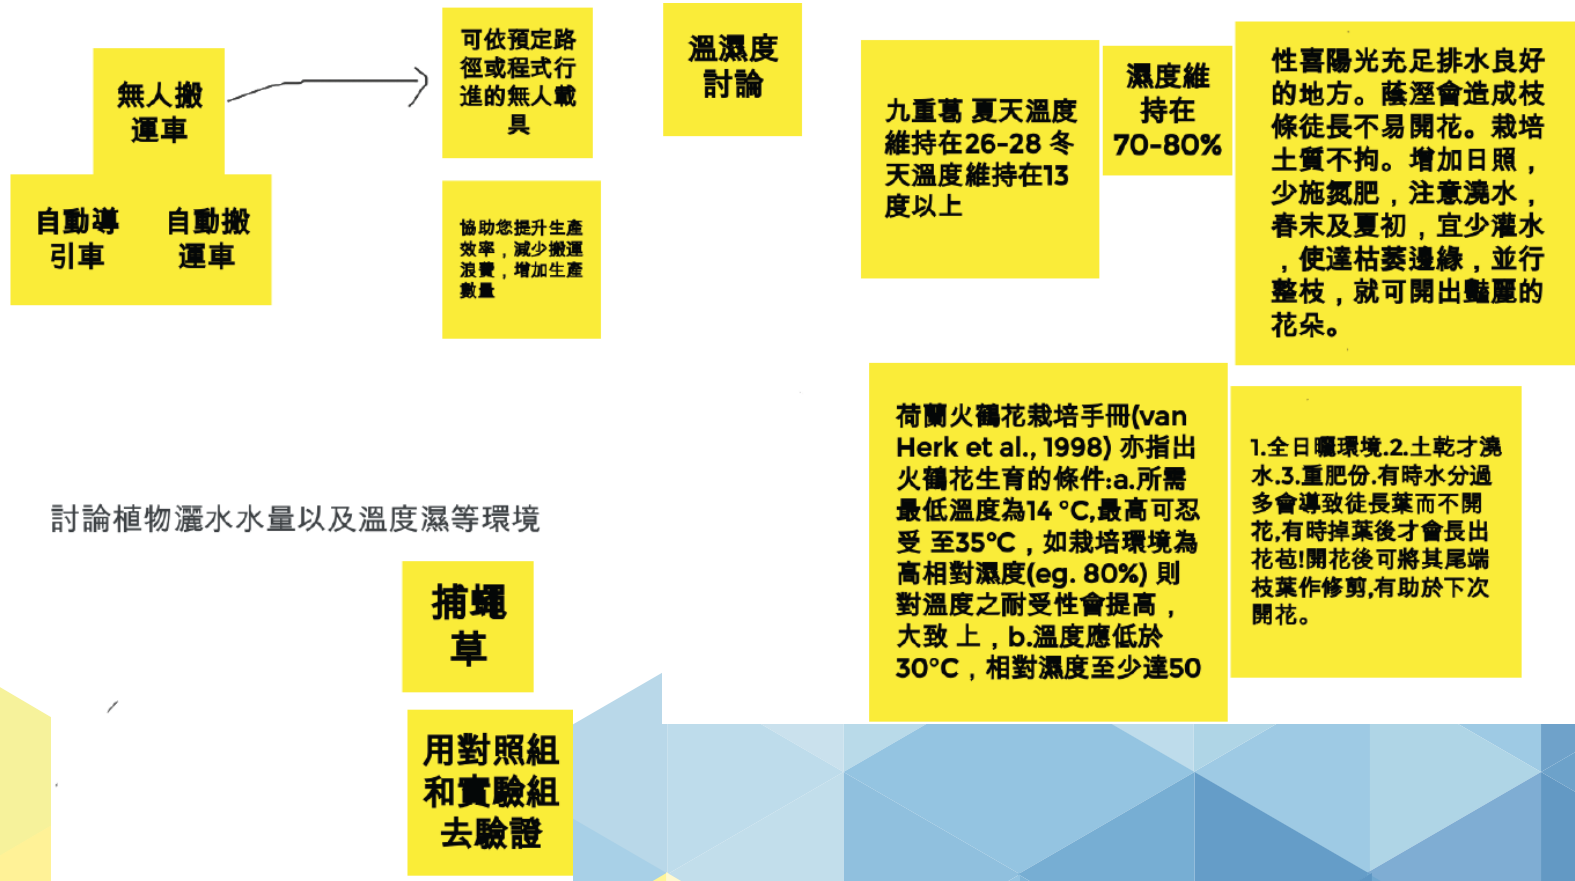 無人搬
運車
自動導
引車
自動搬
運車
可依預定路
徑或程式行
進的無人載
具
協助您提升生產
效率，減少搬運
浪費，增加生產
數量
溫濕度
討論
九重葛 夏天溫度
維持在26-28 冬
天溫度維持在13
度以上
濕度維
持在
70-80%
性喜陽光充足排水良好
的地方。蔭溼會造成枝
條徒長不易開花。栽培
土質不拘。增加日照，
少施氮肥，注意澆水，
春末及夏初，宜少灌水
，使達枯萎邊緣，並行
整枝，就可開出豔麗的
花朵。
荷蘭火鶴花栽培手冊(van
Herk et al., 1998) 亦指出
火鶴花生育的條件:a.所需
最低溫度為14 °C,最高可忍
受 至35°C，如栽培環境為
高相對濕度(eg. 80%) 則
對溫度之耐受性會提高，
大致 上，b.溫度應低於
30°C，相對濕度至少達50
1.全日曬環境.2.土乾才澆
水.3.重肥份.有時水分過
多會導致徒長葉而不開
花,有時掉葉後才會長出
花苞!開花後可將其尾端
枝葉作修剪,有助於下次
開花。
討論植物灑水水量以及溫度濕等環境
捕蠅
草
用對照組
和實驗組
去驗證